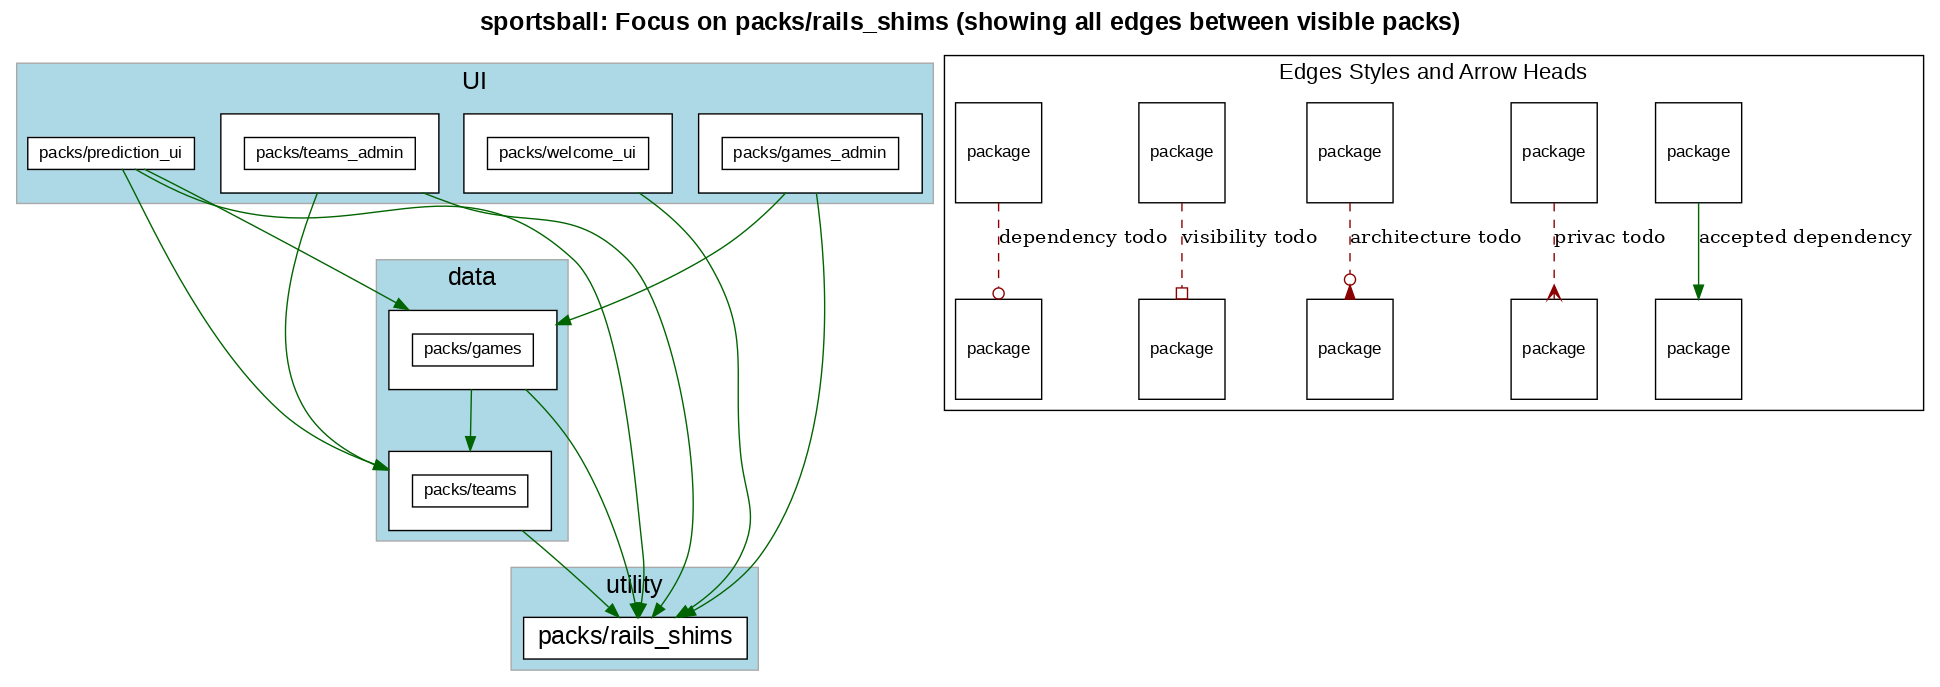 sportsball: Focus on packs/rails_shims (showing all edges between visible packs)
UI
packs/prediction_ui
packs/teams_admin
packs/welcome_ui
packs/games_admin
data
packs/games
packs/teams
utility
packs/rails_shims
Edges Styles and Arrow Heads
package
package
package
package
package
dependency todo
visibility todo
architecture todo
privac todo
accepted dependency
package
package
package
package
package